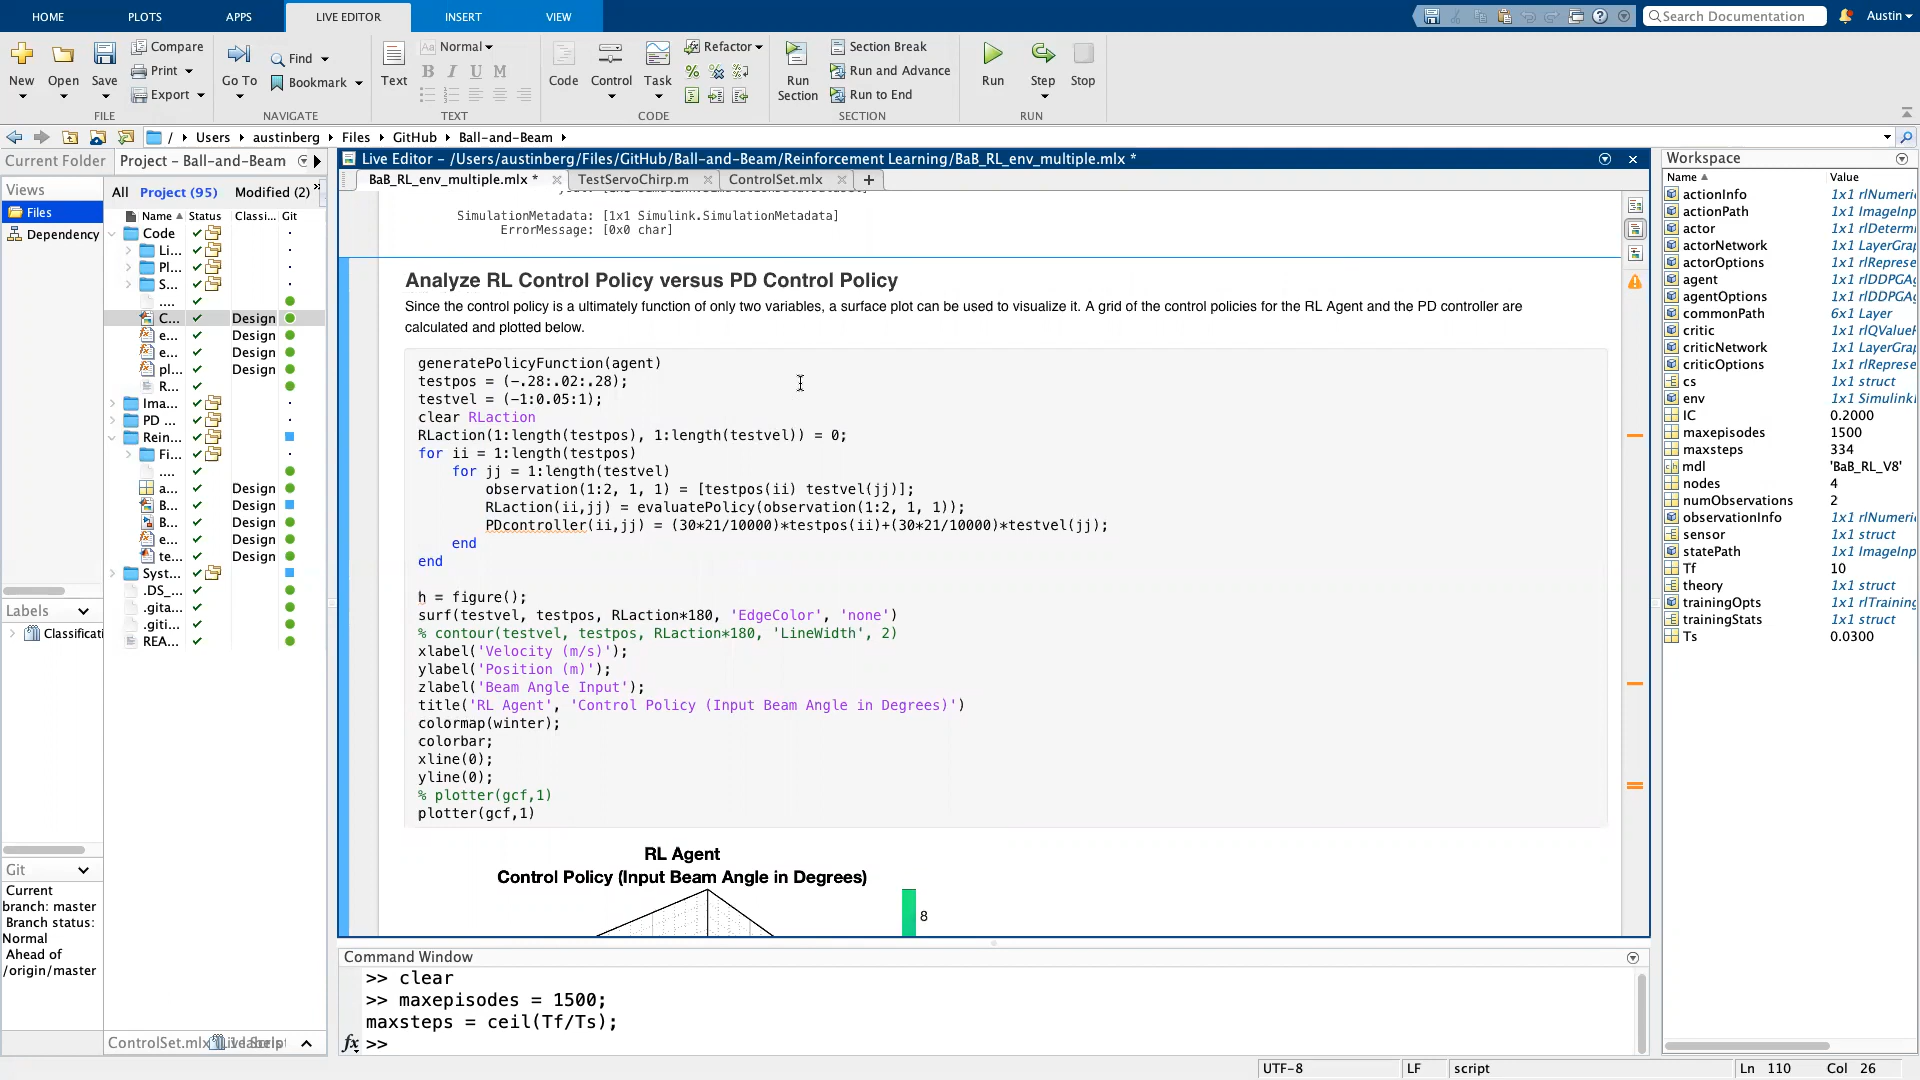 HOME PLOTS APPS LIVE EDITOR INSERT VIEW Search Documentation Austin
New Open Save Compare Print Export Go To Find Bookmark Text Aa Normal B I U M Code Control Task Refactor Run Section Section Break Run and Advance Run to End Run Step Stop
FILE NAVIGATE TEXT CODE SECTION RUN
/ Users austinberg Files GitHub Ball-and-Beam
Current Folder Project - Ball-and-Beam
Views
Files
Dependency
All Project (95) Modified (2)
Name Status Classi... Git
Code
Li...
Pl...
S...
....
C... Design
e... Design
e... Design
pl... Design
R...
Ima...
PD ...
Rein...
Fi...
....
a... Design
B... Design
B... Design
e... Design
te... Design
Syst...
.DS_...
.gita...
.giti...
REA...
Labels
Classificati
Git
Current
branch: master
Branch status:
Normal
Ahead of
/origin/master
ControlSet.mlx
Live Editor - /Users/austinberg/Files/GitHub/Ball-and-Beam/Reinforcement Learning/BaB_RL_env_multiple.mlx *
BaB_RL_env_multiple.mlx * TestServoChirp.m ControlSet.mlx
SimulationMetadata: [1x1 Simulink.SimulationMetadata]
ErrorMessage: [0x0 char]
Analyze RL Control Policy versus PD Control Policy
Since the control policy is a ultimately function of only two variables, a surface plot can be used to visualize it. A grid of the control policies for the RL Agent and the PD controller are
calculated and plotted below.
generatePolicyFunction(agent)
testpos = (-.28:.02:.28);
testvel = (-1:0.05:1);
clear RLaction
RLaction(1:length(testpos), 1:length(testvel)) = 0;
for ii = 1:length(testpos)
for jj = 1:length(testvel)
observation(1:2, 1, 1) = [testpos(ii) testvel(jj)];
RLaction(ii,jj) = evaluatePolicy(observation(1:2, 1, 1));
PDcontroller(ii,jj) = (30*21/10000)*testpos(ii)+(30*21/10000)*testvel(jj);
end
end
h = figure();
surf(testvel, testpos, RLaction*180, 'EdgeColor', 'none')
% contour(testvel, testpos, RLaction*180, 'LineWidth', 2)
xlabel('Velocity (m/s)');
ylabel('Position (m)');
zlabel('Beam Angle Input');
title('RL Agent', 'Control Policy (Input Beam Angle in Degrees)')
colormap(winter);
colorbar;
xline(0);
yline(0);
% plotter(gcf,1)
plotter(gcf,1)
RL Agent
Control Policy (Input Beam Angle in Degrees)
8
Command Window
>> clear
>> maxepisodes = 1500;
maxsteps = ceil(Tf/Ts);
fx >>
Workspace
Name Value
actionInfo 1x1 rlNumeri
actionPath 1x1 ImageInp
actor 1x1 rlDeterm
actorNetwork 1x1 LayerGra
actorOptions 1x1 rlReprese
agent 1x1 rlDDPGA
agentOptions 1x1 rlDDPGA
commonPath 6x1 Layer
critic 1x1 rlQValueF
criticNetwork 1x1 LayerGra
criticOptions 1x1 rlReprese
cs 1x1 struct
env 1x1 Simulink
IC 0.2000
maxepisodes 1500
maxsteps 334
mdl 'BaB_RL_V8'
nodes 4
numObservations 2
observationInfo 1x1 rlNumeric
sensor 1x1 struct
statePath 1x1 ImageInp
Tf 10
theory 1x1 struct
trainingOpts 1x1 rlTraining
trainingStats 1x1 struct
Ts 0.0300
UTF-8 LF script Ln 110 Col 26